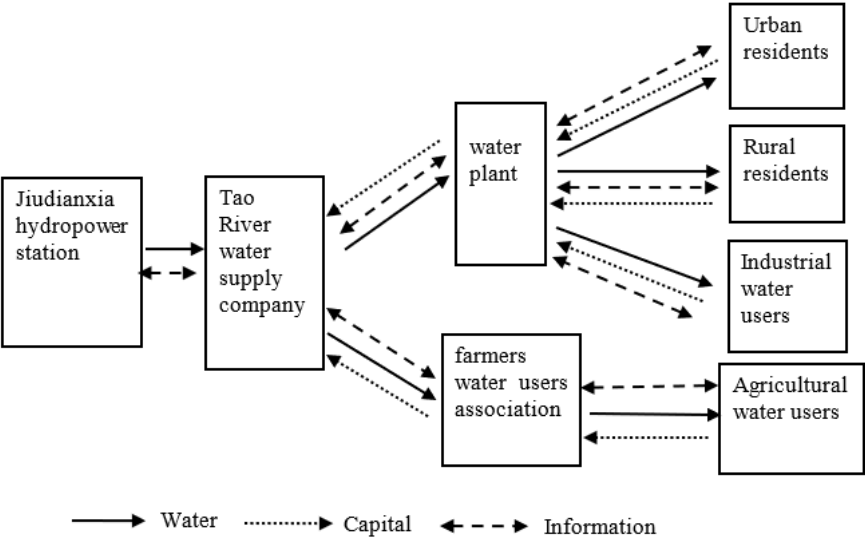 Jiudianxia
hydropower
station
Tao
River
water
supply
company
water
plant
farmers
water users
association
Urban
residents
Rural
residents
Industrial
water
users
Agricultural
water users
Water
Capital
Information